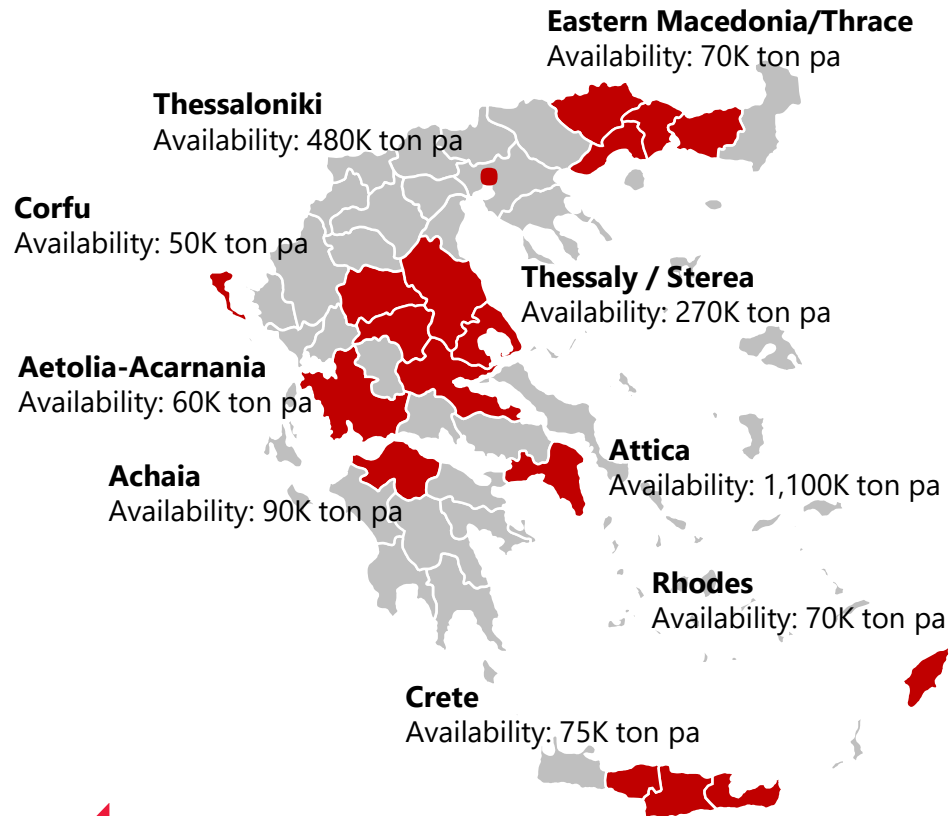 Eastern Macedonia/Thrace
Availability: 70K ton pa
Thessaloniki
Availability: 480K ton pa
Corfu
Availability: 50K ton pa
Thessaly / Sterea
Availability: 270K ton pa
Aetolia-Acarnania
Availability: 60K ton pa
Attica
Availability: 1,100K ton pa
Achaia
Availability: 90K ton pa
Rhodes
Availability: 70K ton pa
Crete
Availability: 75K ton pa